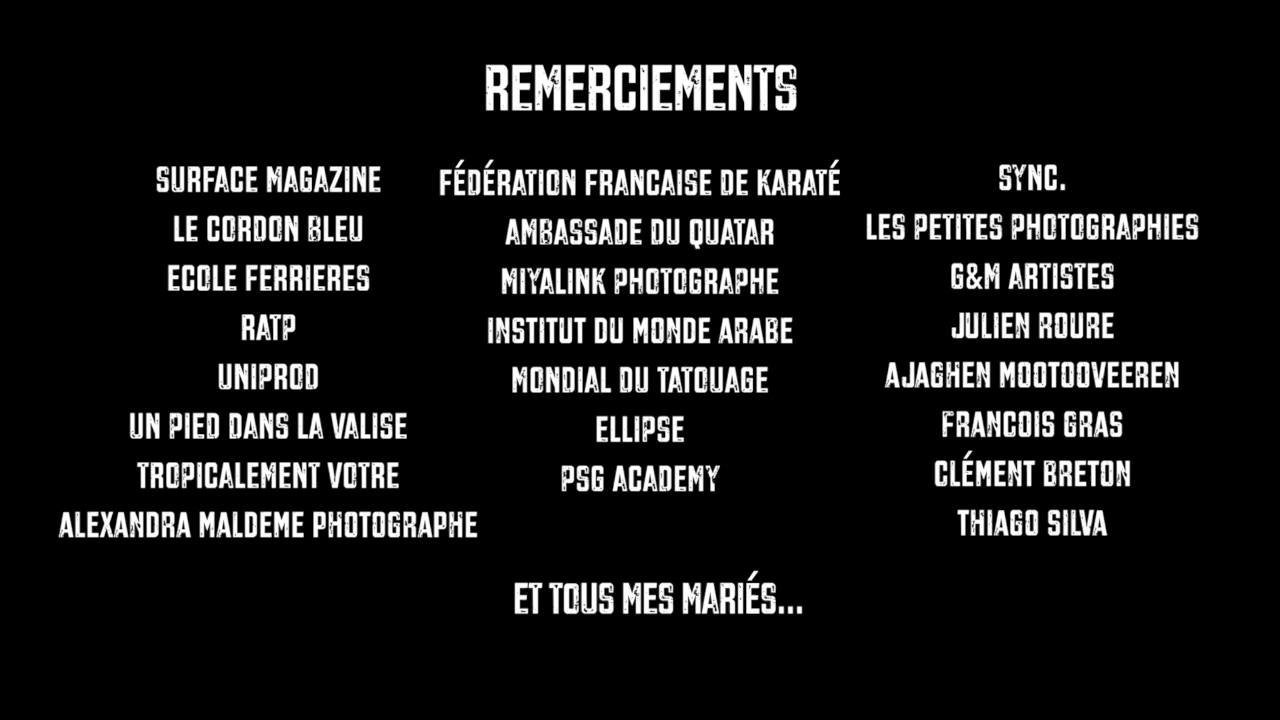 REMERCIEMENTS
SURFACE MAGAZINE
LE CORDON BLEU
ECOLE FERRIERES
RATP
UNIPROD
UN PIED DANS LA VALISE
TROPICALEMENT VOTRE
ALEXANDRA MALDEME PHOTOGRAPHE
FÉDÉRATION FRANCAISE DE KARATÉ
AMBASSADE DU QUATAR
MIYALINK PHOTOGRAPHE
INSTITUT DU MONDE ARABE
MONDIAL DU TATOUAGE
ELLIPSE
PSG ACADEMY
SYNC.
LES PETITES PHOTOGRAPHIES
G&M ARTISTES
JULIEN ROURE
AJAGHEN MOOTOOVEEREN
FRANCOIS GRAS
CLÉMENT BRETON
THIAGO SILVA
ET TOUS MES MARIÉS...